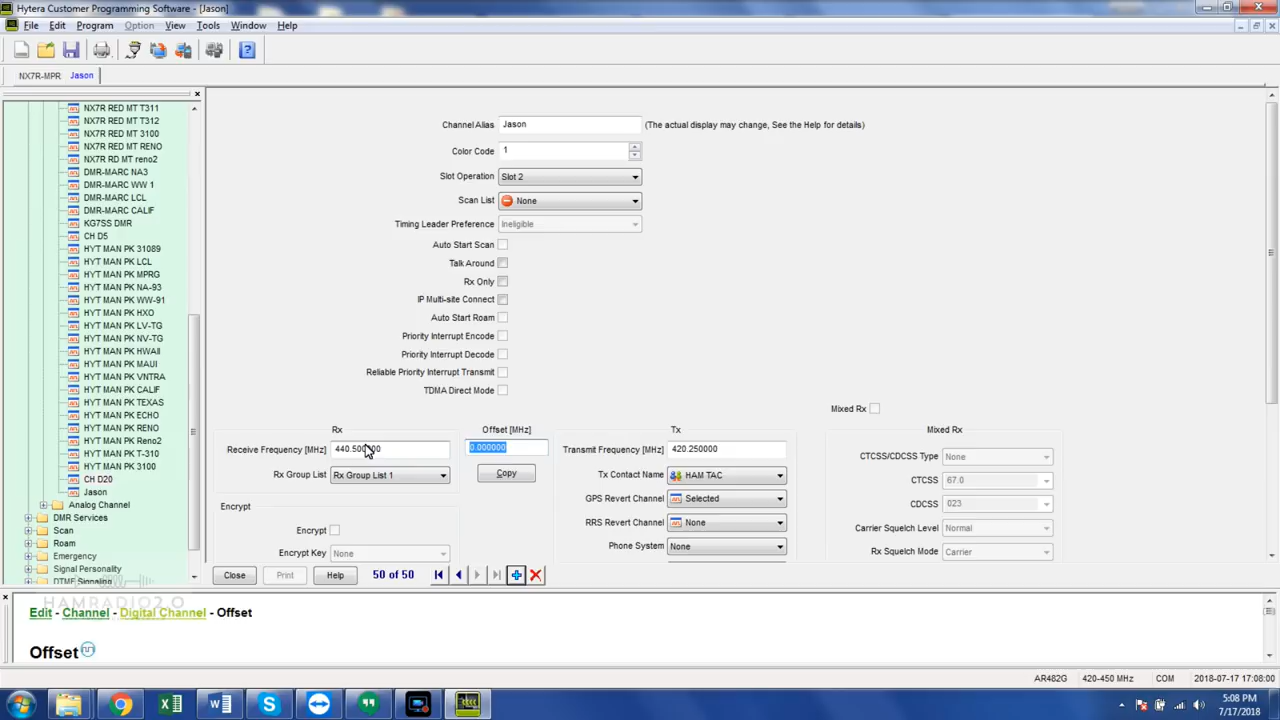 Hytera Customer Programming Software - [Jason]
File Edit Program Option View Tools Window Help
NX7R-MPR Jason
NX7R RED MT T311
NX7R RED MT T312
NX7R RED MT 3100
NX7R RED MT RENO
NX7R RD MT reno2
DMR-MARC NA3
DMR-MARC WW 1
DMR-MARC LCL
DMR-MARC CALIF
KG7SS DMR
CH D5
HYT MAN PK 31089
HYT MAN PK LCL
HYT MAN PK MPRG
HYT MAN PK NA-93
HYT MAN PK WW-91
HYT MAN PK HXO
HYT MAN PK LV-TG
HYT MAN PK NV-TG
HYT MAN PK HWAII
HYT MAN PK MAUI
HYT MAN PK VNTRA
HYT MAN PK CALIF
HYT MAN PK TEXAS
HYT MAN PK ECHO
HYT MAN PK RENO
HYT MAN PK Reno2
HYT MAN PK T-310
HYT MAN PK 3100
CH D20
Jason
Analog Channel
DMR Services
Scan
Roam
Emergency
Signal Personality
DTMF Signaling
Channel Alias Jason (The actual display may change, See the Help for details)
Color Code 1
Slot Operation Slot 2
Scan List None
Timing Leader Preference Ineligible
Auto Start Scan
Talk Around
Rx Only
IP Multi-site Connect
Auto Start Roam
Priority Interrupt Encode
Priority Interrupt Decode
Reliable Priority Interrupt Transmit
TDMA Direct Mode
Mixed Rx
Rx Offset [MHz] Tx Mixed Rx
Receive Frequency [MHz] 440.500000 0.000000 Transmit Frequency [MHz] 420.250000 CTCSS/CDCSS Type None
Rx Group List Rx Group List 1 Copy Tx Contact Name HAM TAC CTCSS 67.0
GPS Revert Channel Selected CDCSS 023
Encrypt
RRS Revert Channel None Carrier Squelch Level Normal
Encrypt
Phone System None Rx Squelch Mode Carrier
Encrypt Key None
Close Print Help 50 of 50
HAMRADIO2.0
Edit - Channel - Digital Channel - Offset
Offset
AR482G 420-450 MHz COM 2018-07-17 17:08:00
5:08 PM
7/17/2018